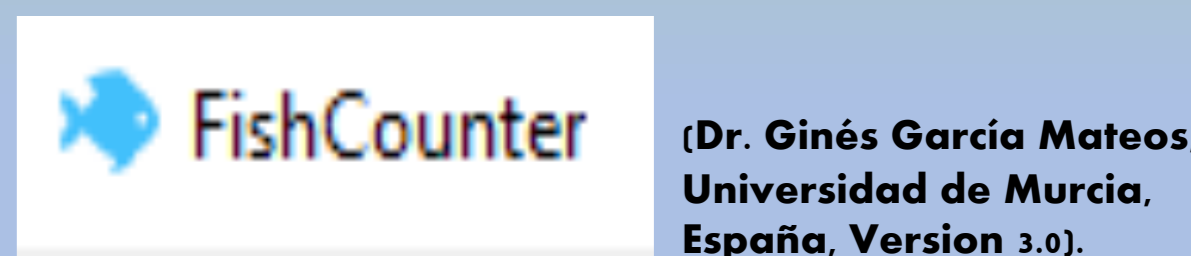 FishCounter
(Dr. Ginés García Mateos,
Universidad de Murcia,
España, Version 3.0).